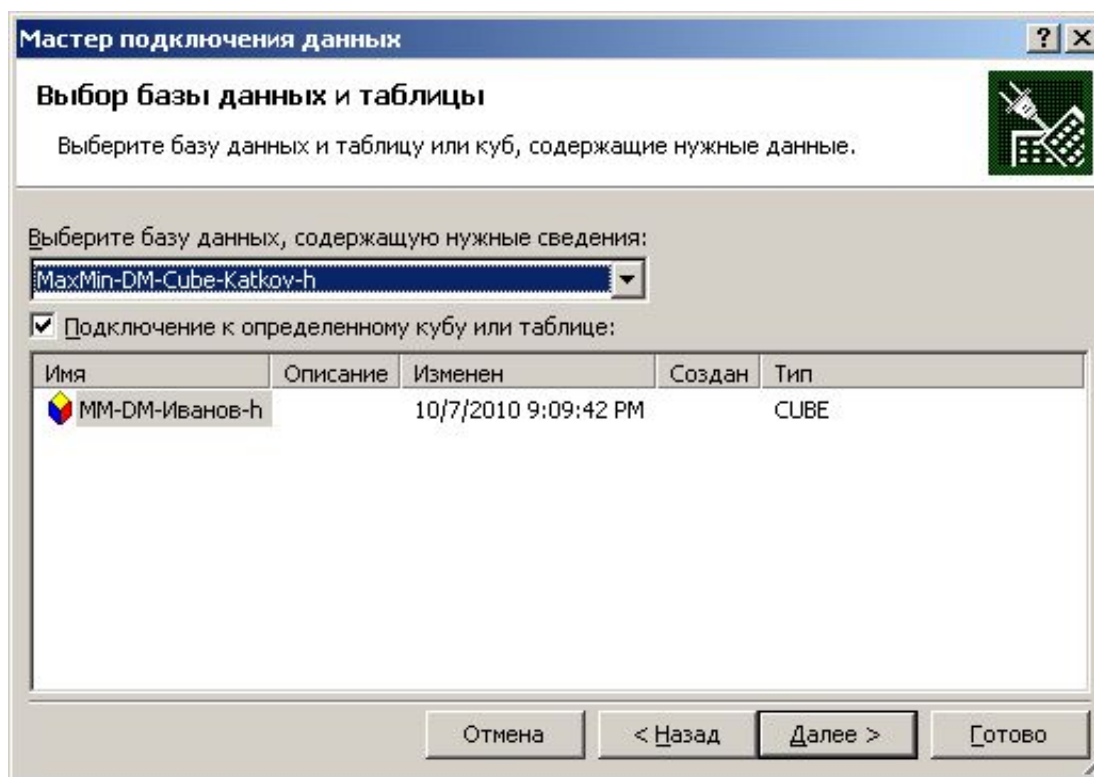 Мастер подключения данных
Выбор базы данных и таблицы
Выберите базу данных и таблицу или куб, содержащие нужные данные.
Выберите базу данных, содержащую нужные сведения:
MaxMin-DM-Cube-Katkov-h
Подключение к определенному кубу или таблице:
Имя Описание Изменен Создан Тип
ММ-DM-Иванов-h 10/7/2010 9:09:42 PM CUBE
Отмена < Назад Далее > Готово